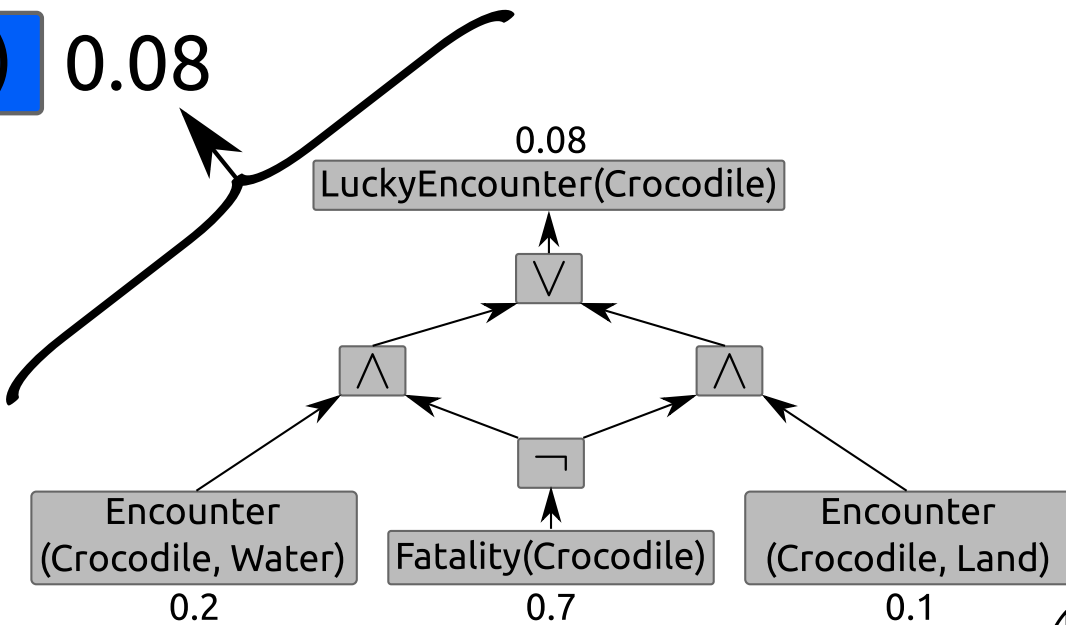 0.08
0.08
LuckyEncounter(Crocodile)
∨
∧ ∧
¬
Encounter
(Crocodile, Water)
Fatality(Crocodile)
Encounter
(Crocodile, Land)
0.2
0.7
0.1